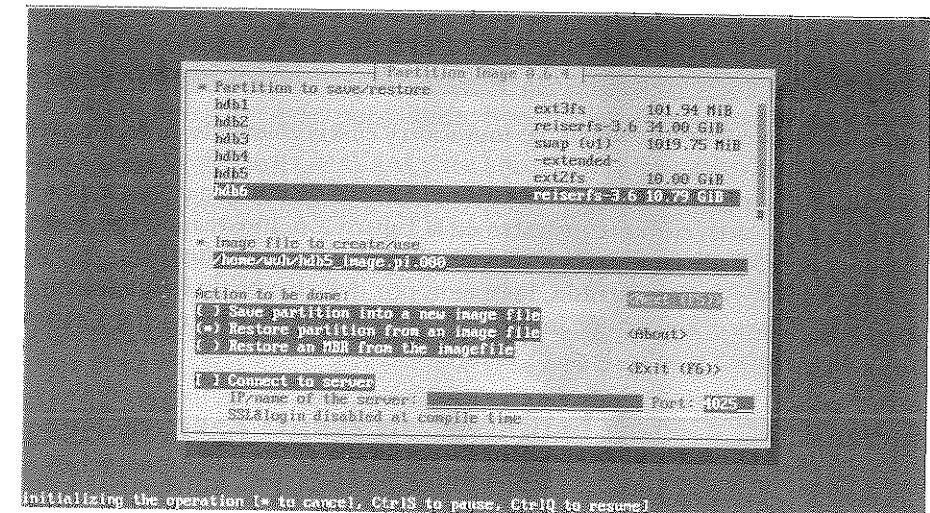 Partition Image 0.6.4
* Partition to save/restore
hdb1 ext3fs 101.94 MiB
hdb2 reiserfs-3.6 34.00 GiB
hdb3 swap (v1) 1019.75 MiB
hdb4 -extended-
hdb5 ext2fs 10.00 GiB
hdb6 reiserfs-3.6 10.79 GiB
* Image file to create/use
/home/wuh/hdb5_image.pi.000
Action to be done:
( ) Save partition into a new image file
(*) Restore partition from an image file
( ) Restore an MBR from the imagefile
<About>
<Exit (F6)>
[ ] Connect to server
IP/name of the server: Port: 4025
SSL&login disabled at compile time
initializing the operation [* to cancel, CtrlS to pause, CtrlQ to resume]